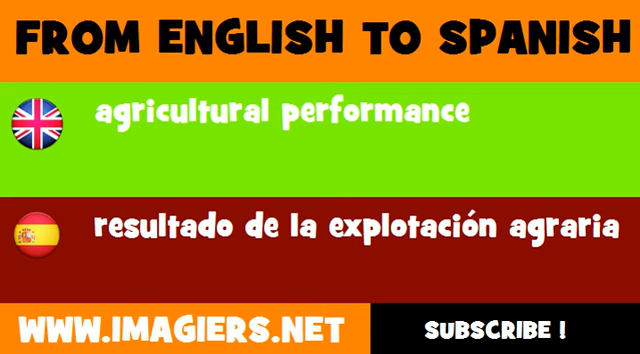 FROM ENGLISH TO SPANISH
agricultural performance
resultado de la explotación agraria
WWW.IMAGIERS.NET
SUBSCRIBE !